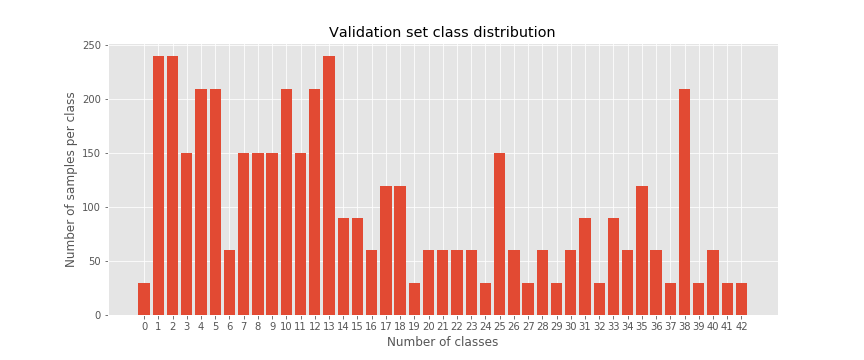 Validation set class distribution
250
200
150
100
50
0
Number of samples per class
0 1 2 3 4 5 6 7 8 9 10 11 12 13 14 15 16 17 18 19 20 21 22 23 24 25 26 27 28 29 30 31 32 33 34 35 36 37 38 39 40 41 42
Number of classes